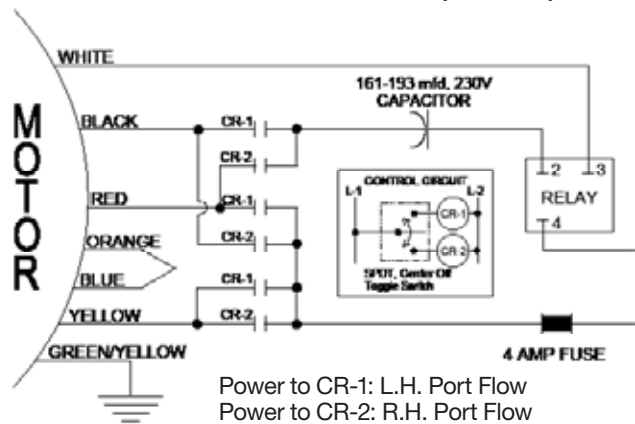 WHITE
161-193 mfd. 230V
CAPACITOR
MOTOR
BLACK
CR-1
CR-2
2
3
RELAY
4
CONTROL CIRCUIT
L-1
L-2
CR-1
CR-2
SPDT, Center Off
Toggle Switch
RED
CR-1
ORANGE
CR-2
BLUE
CR-1
YELLOW
CR-2
GREEN/YELLOW
4 AMP FUSE
Power to CR-1: L.H. Port Flow
Power to CR-2: R.H. Port Flow